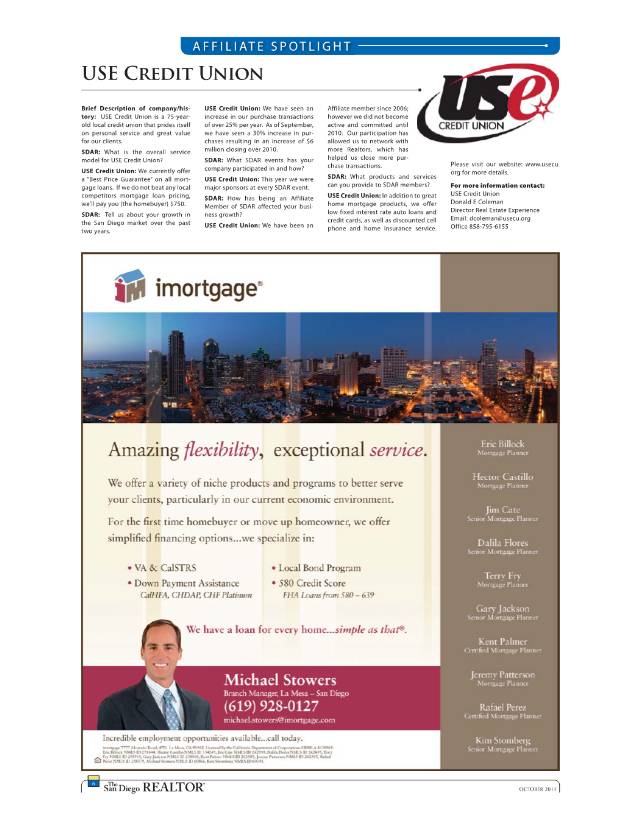 AFFILIATE SPOTLIGHT
USE CREDIT UNION
Brief Description of company/his-
tory: USE Credit Union is a 75-year-
old local credit union that prides itself
on personal service and great value
for our clients.
SDAR: What is the overall service
model for USE Credit Union?
USE Credit Union: We currently offer
a "Best Price Guarantee" on all mort-
gage loans. If we do not beat any local
competitors mortgage loan pricing,
we'll pay you (the homebuyer) $750.
SDAR: Tell us about your growth in
the San Diego market over the past
two years.
USE Credit Union: We have seen an
increase in our purchase transactions
of over 25% per year. As of September,
we have seen a 30% increase in pur-
chases resulting in an increase of $6
million closing over 2010.
SDAR: What SDAR events has your
company participated in and how?
USE Credit Union: This year we were
major sponsors at every SDAR event.
SDAR: How has being an Affiliate
Member of SDAR affected your busi-
ness growth?
USE Credit Union: We have been an
Affiliate member since 2006;
however we did not become
active and committed until
2010. Our participation has
allowed us to network with
more Realtors, which has
helped us close more pur-
chase transactions.
SDAR: What products and services
can you provide to SDAR members?
USE Credit Union: In addition to great
home mortgage products, we offer
low fixed interest rate auto loans and
credit cards, as well as discounted cell
phone and home insurance service.
use
CREDIT UNION
Please visit our website: www.usecu.
org for more details.
For more information contact:
USE Credit Union
Donald E Coleman
Director Real Estate Experience
Email: dcoleman@usecu.org
Office 858-795-6155
imortgage®
Amazing flexibility, exceptional service.
We offer a variety of niche products and programs to better serve
your clients, particularly in our current economic environment.
For the first time homebuyer or move up homeowner, we offer
simplified financing options...we specialize in:
• VA & CalSTRS
• Down Payment Assistance
CalHFA, CHDAP, CHF Platinum
• Local Bond Program
• 580 Credit Score
FHA Loans from 580 – 639
We have a loan for every home...simple as that®.
Michael Stowers
Branch Manager, La Mesa – San Diego
(619) 928-0127
michael.stowers@imortgage.com
Incredible employment opportunities available...call today.
Eric Billock
Mortgage Planner
Hector Castillo
Mortgage Planner
Jim Cate
Senior Mortgage Planner
Dalila Flores
Senior Mortgage Planner
Terry Fry
Mortgage Planner
Gary Jackson
Senior Mortgage Planner
Kent Palmer
Certified Mortgage Planner
Jeremy Patterson
Mortgage Planner
Rafael Perez
Certified Mortgage Planner
Kim Stomberg
Senior Mortgage Planner
The San Diego REALTOR®
OCTOBER 2011